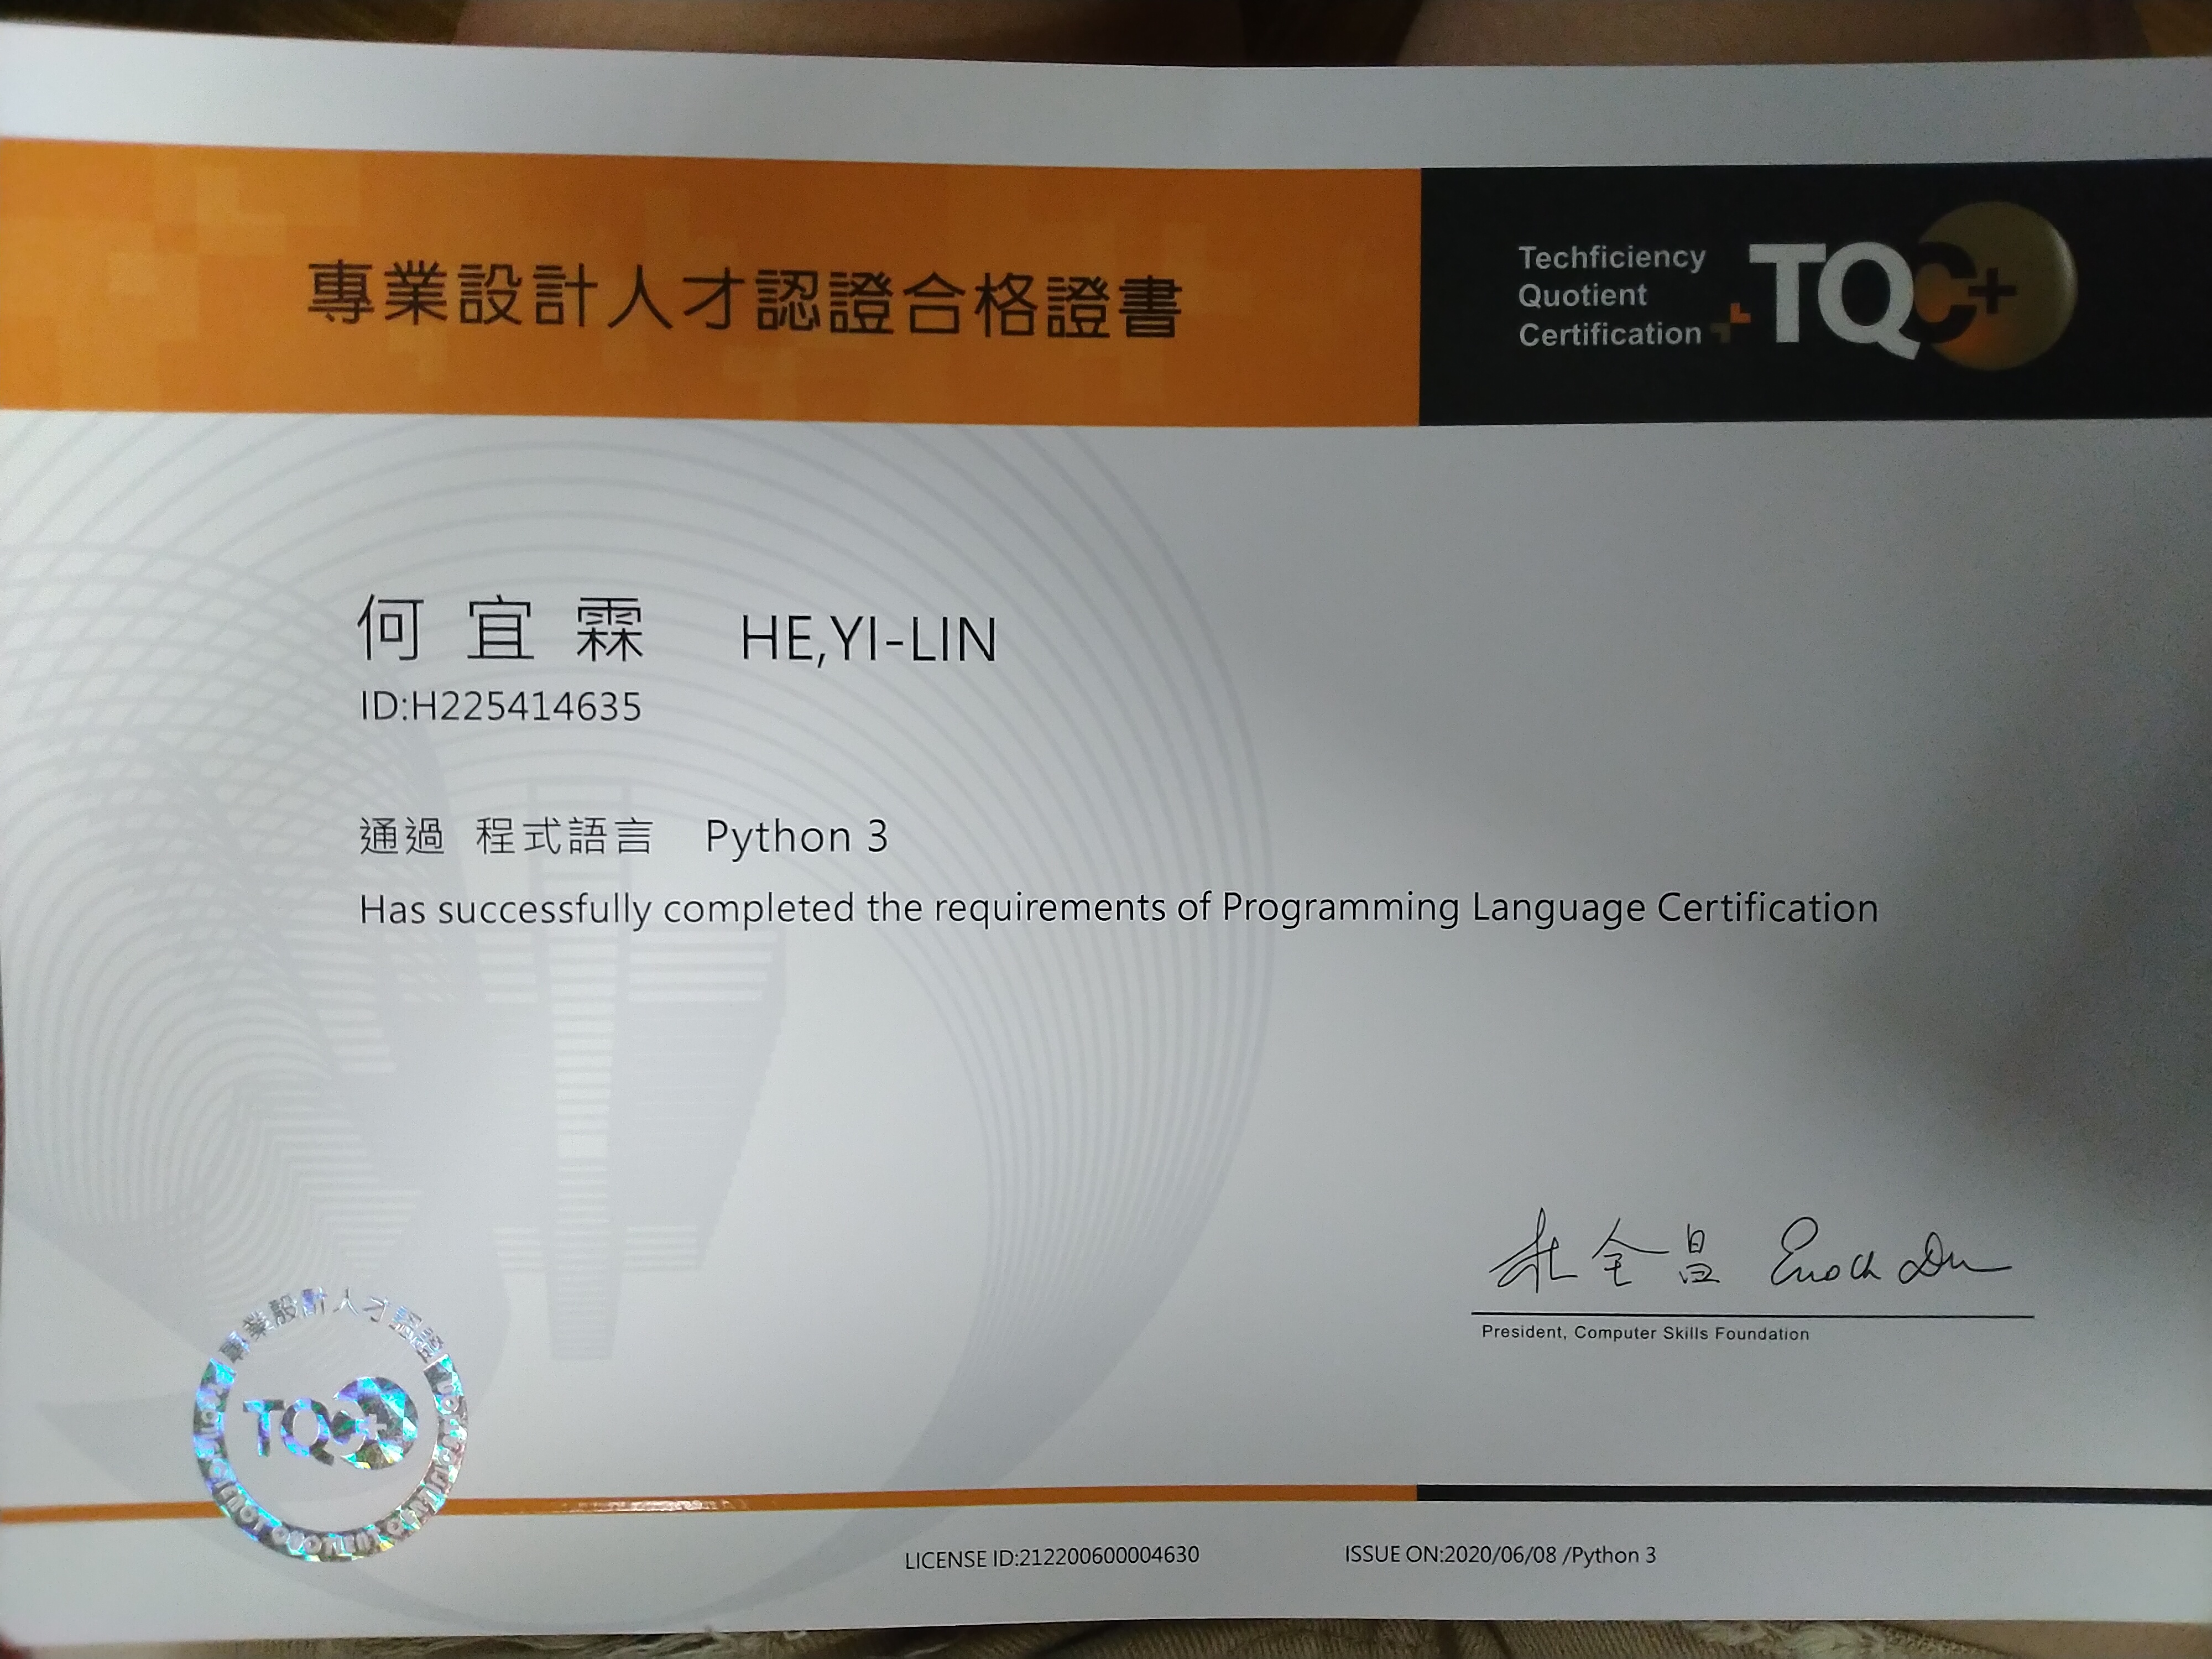 專業設計人才認證合格證書
Techficiency
Quotient
Certification
TQC+
何宜霖 HE,YI-LIN
ID:H225414635
通過 程式語言 Python 3
Has successfully completed the requirements of Programming Language Certification
杜全昌 Enoch Du
President, Computer Skills Foundation
專業設計人才認證
TQC+
LICENSE ID:212200600004630
ISSUE ON:2020/06/08 /Python 3